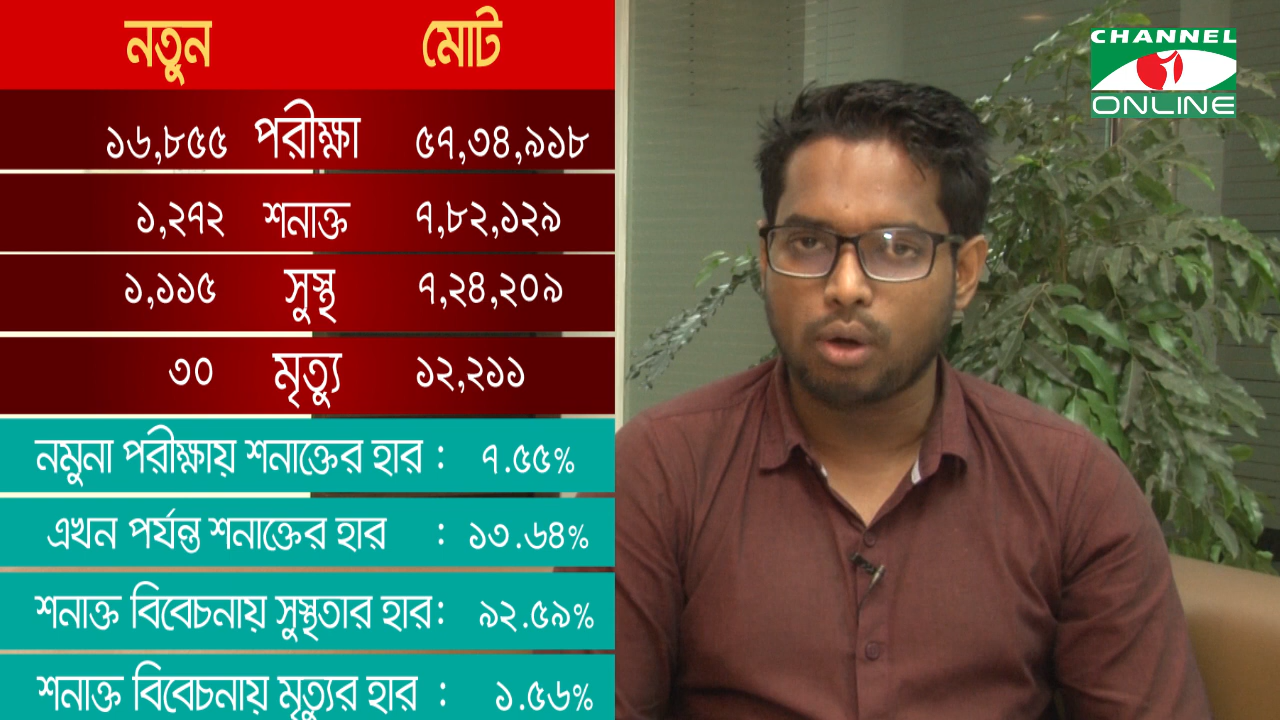 নতুন মোট
১৬,৮৫৫ পরীক্ষা ৫৭,৩৪,৯১৮
১,২৭২ শনাক্ত ৭,৮২,১২৯
১,১১৫ সুস্থ ৭,২৪,২০৯
৩০ মৃত্যু ১২,২১১
নমুনা পরীক্ষায় শনাক্তের হার : ৭.৫৫%
এখন পর্যন্ত শনাক্তের হার : ১৩.৬৪%
শনাক্ত বিবেচনায় সুস্থতার হার : ৯২.৫৯%
শনাক্ত বিবেচনায় মৃত্যুর হার : ১.৫৬%
CHANNEL
ONLINE